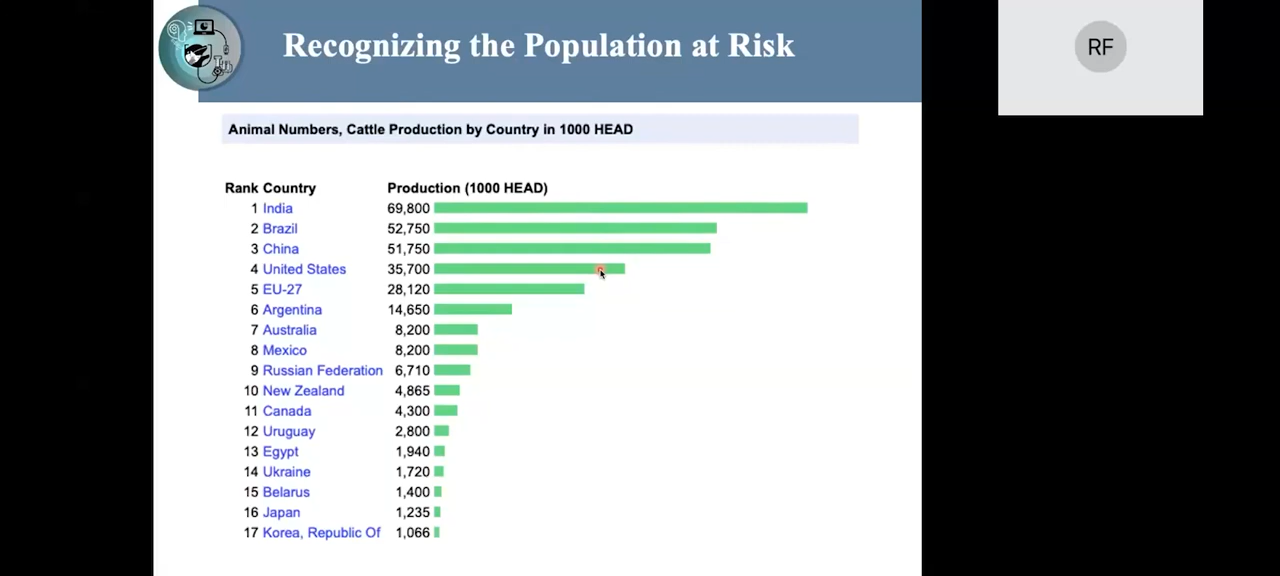 Recognizing the Population at Risk
RF
Animal Numbers, Cattle Production by Country in 1000 HEAD
Rank Country Production (1000 HEAD)
1 India 69,800
2 Brazil 52,750
3 China 51,750
4 United States 35,700
5 EU-27 28,120
6 Argentina 14,650
7 Australia 8,200
8 Mexico 8,200
9 Russian Federation 6,710
10 New Zealand 4,865
11 Canada 4,300
12 Uruguay 2,800
13 Egypt 1,940
14 Ukraine 1,720
15 Belarus 1,400
16 Japan 1,235
17 Korea, Republic Of 1,066